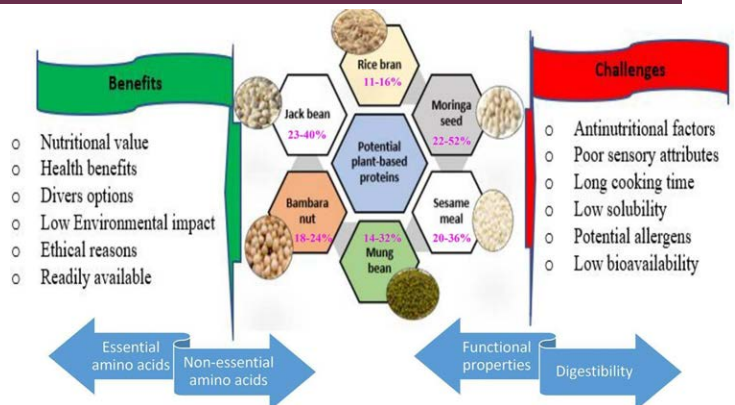 Benefits
Nutritional value
Health benefits
Divers options
Low Environmental impact
Ethical reasons
Readily available
Rice bran
11-16%
Jack bean
23-40%
Moringa
seed
22-52%
Potential
plant-based
proteins
Bambara
nut
18-24%
14-32%
Mung
bean
Sesame
meal
20-36%
Challenges
Antinutritional factors
Poor sensory attributes
Long cooking time
Low solubility
Potential allergens
Low bioavailability
Essential
amino acids
Non-essential
amino acids
Functional
properties
Digestibility